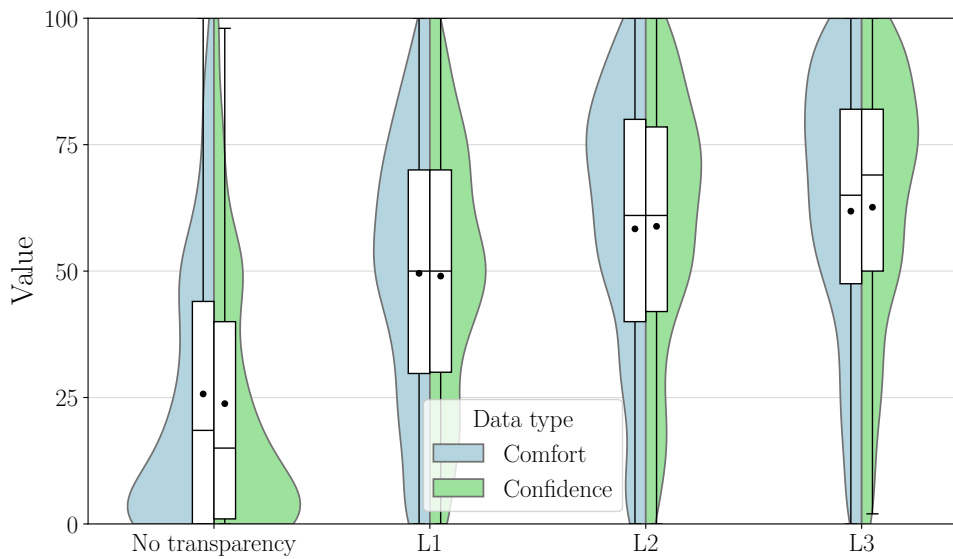 100
75
50
25
0
Value
Data type
Comfort
Confidence
No transparency
L1
L2
L3